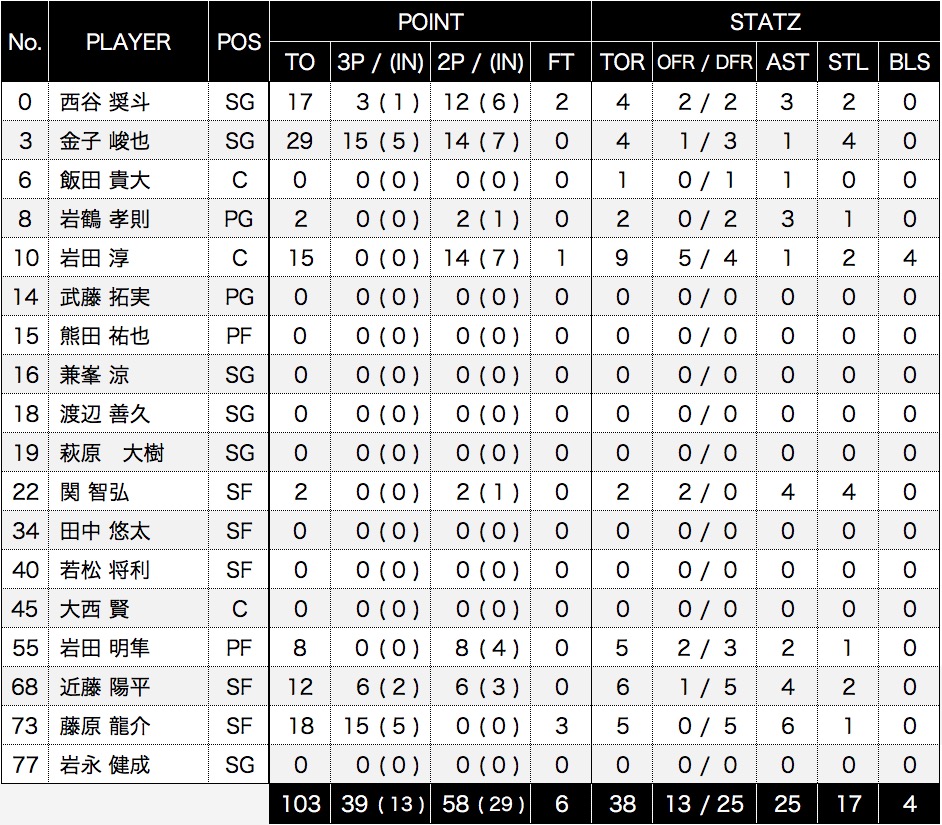 No. PLAYER POS POINT STATZ
TO 3P / (IN) 2P / (IN) FT TOR OFR / DFR AST STL BLS
0 西谷 奨斗 SG 17 3 ( 1 ) 12 ( 6 ) 2 4 2 / 2 3 2 0
3 金子 峻也 SG 29 15 ( 5 ) 14 ( 7 ) 0 4 1 / 3 1 4 0
6 飯田 貴大 C 0 0 ( 0 ) 0 ( 0 ) 0 1 0 / 1 1 0 0
8 岩鶴 孝則 PG 2 0 ( 0 ) 2 ( 1 ) 0 2 0 / 2 3 1 0
10 岩田 淳 C 15 0 ( 0 ) 14 ( 7 ) 1 9 5 / 4 1 2 4
14 武藤 拓実 PG 0 0 ( 0 ) 0 ( 0 ) 0 0 0 / 0 0 0 0
15 熊田 祐也 PF 0 0 ( 0 ) 0 ( 0 ) 0 0 0 / 0 0 0 0
16 兼峯 涼 SG 0 0 ( 0 ) 0 ( 0 ) 0 0 0 / 0 0 0 0
18 渡辺 善久 SG 0 0 ( 0 ) 0 ( 0 ) 0 0 0 / 0 0 0 0
19 萩原　大樹 SG 0 0 ( 0 ) 0 ( 0 ) 0 0 0 / 0 0 0 0
22 関 智弘 SF 2 0 ( 0 ) 2 ( 1 ) 0 2 2 / 0 4 4 0
34 田中 悠太 SF 0 0 ( 0 ) 0 ( 0 ) 0 0 0 / 0 0 0 0
40 若松 将利 SF 0 0 ( 0 ) 0 ( 0 ) 0 0 0 / 0 0 0 0
45 大西 賢 C 0 0 ( 0 ) 0 ( 0 ) 0 0 0 / 0 0 0 0
55 岩田 明隼 PF 8 0 ( 0 ) 8 ( 4 ) 0 5 2 / 3 2 1 0
68 近藤 陽平 SF 12 6 ( 2 ) 6 ( 3 ) 0 6 1 / 5 4 2 0
73 藤原 龍介 SF 18 15 ( 5 ) 0 ( 0 ) 3 5 0 / 5 6 1 0
77 岩永 健成 SG 0 0 ( 0 ) 0 ( 0 ) 0 0 0 / 0 0 0 0
103 39 ( 13 ) 58 ( 29 ) 6 38 13 / 25 25 17 4